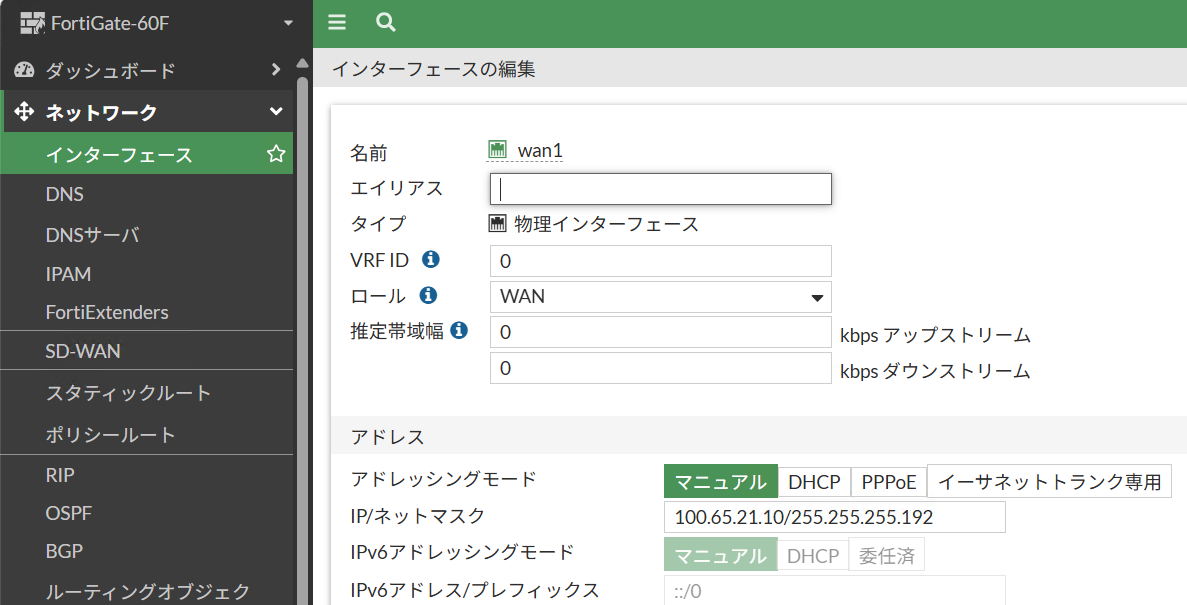 FortiGate-60F
ダッシュボード
ネットワーク
インターフェース
DNS
DNSサーバ
IPAM
FortiExtenders
SD-WAN
スタティックルート
ポリシールート
RIP
OSPF
BGP
ルーティングオブジェク
インターフェースの編集
名前 wan1
エイリアス
タイプ 物理インターフェース
VRF ID 0
ロール WAN
推定帯域幅 0 kbps アップストリーム
0 kbps ダウンストリーム
アドレス
アドレッシングモード マニュアル DHCP PPPoE イーサネットトランク専用
IP/ネットマスク 100.65.21.10/255.255.255.192
IPv6アドレッシングモード マニュアル DHCP 委任済
IPv6アドレス/プレフィックス ::/0